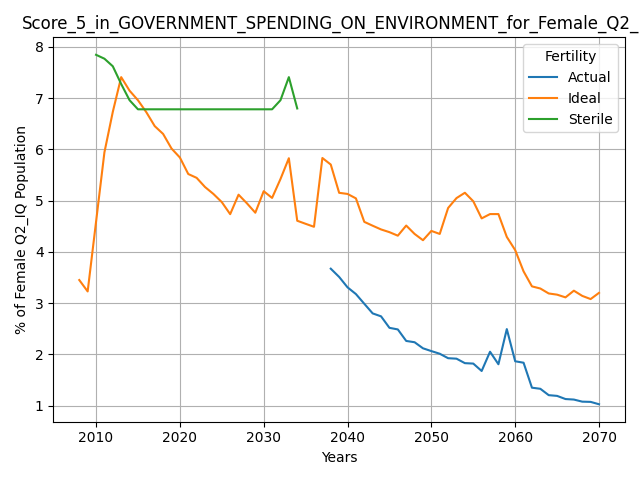 Score_5_in_GOVERNMENT_SPENDING_ON_ENVIRONMENT_for_Female_Q2_
Fertility
Actual
Ideal
Sterile
% of Female Q2_IQ Population
8
7
6
5
4
3
2
1
2010 2020 2030 2040 2050 2060 2070
Years